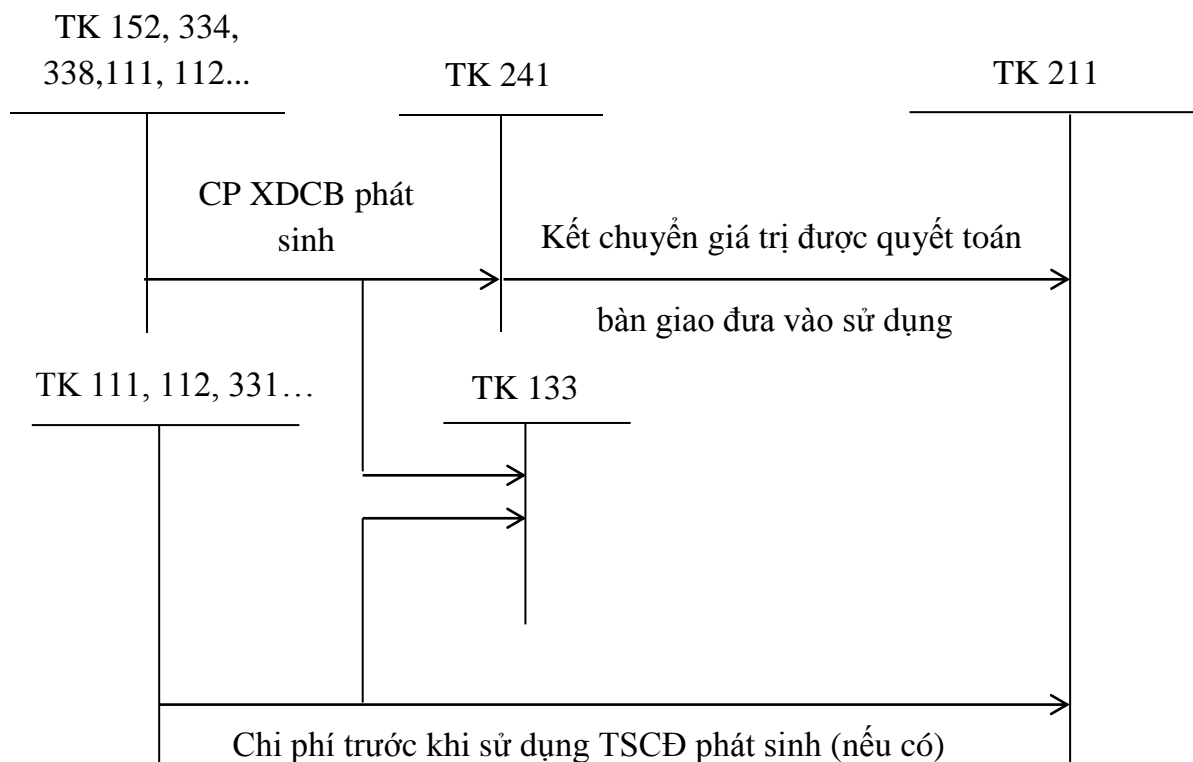 TK 152, 334,
338,111, 112...
TK 241
TK 211
CP XDCB phát
sinh
Kết chuyển giá trị được quyết toán
bàn giao đưa vào sử dụng
TK 111, 112, 331…
TK 133
Chi phí trước khi sử dụng TSCĐ phát sinh (nếu có)